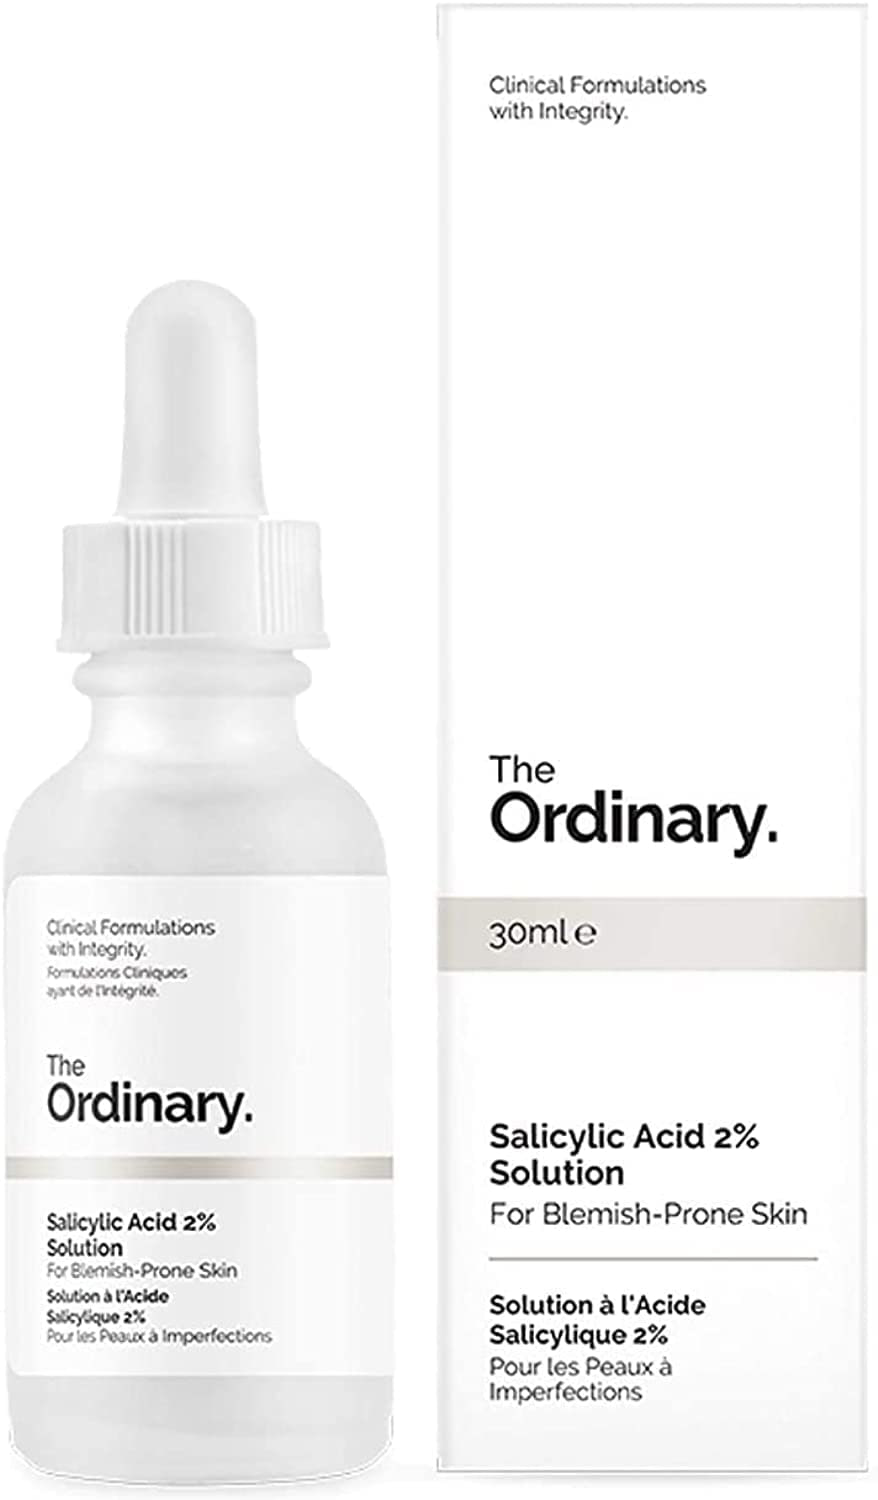 Clinical Formulations
with Integrity.
Formulations Cliniques
ayant de l'Intégrité.
The
Ordinary.
Salicylic Acid 2%
Solution
For Blemish-Prone Skin
Solution à l'Acide
Salicylique 2%
Pour les Peaux à Imperfections
Clinical Formulations
with Integrity.
The
Ordinary.
30ml e
Salicylic Acid 2%
Solution
For Blemish-Prone Skin
Solution à l'Acide
Salicylique 2%
Pour les Peaux à
Imperfections